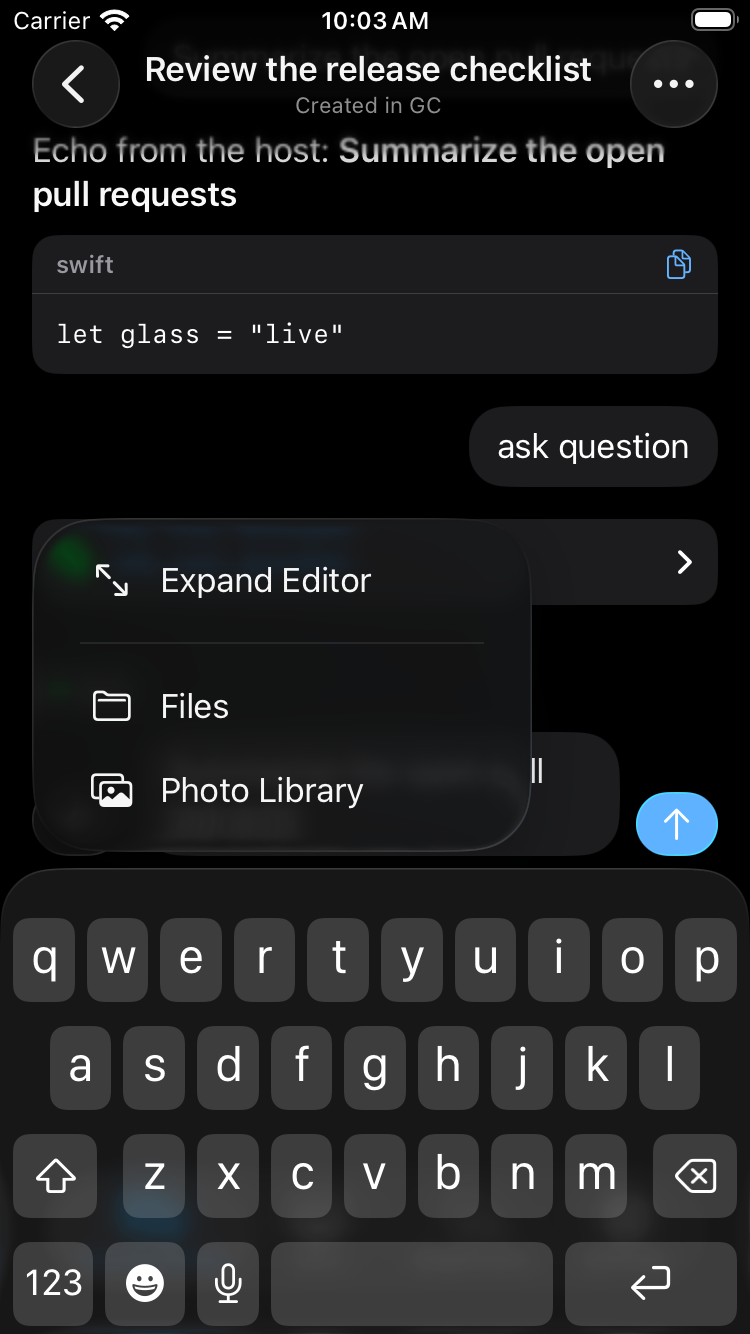 Carrier 10:03 AM
Review the release checklist
Created in GC
Echo from the host: Summarize the open
pull requests
swift
let glass = "live"
ask question
Expand Editor
Files
Photo Library
ll
q w e r t y u i o p
a s d f g h j k l
z x c v b n m
123